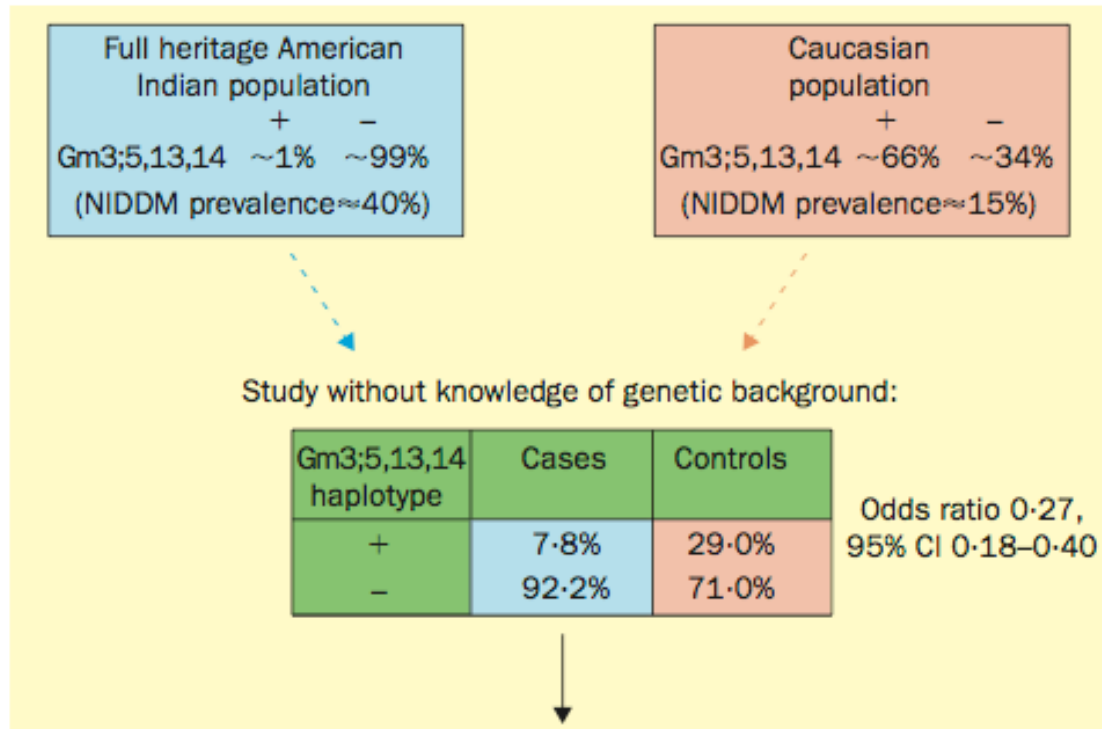 Full heritage American
Indian population
+ −
Gm3;5,13,14 ~1% ~99%
(NIDDM prevalence≈40%)
Caucasian
population
+ −
Gm3;5,13,14 ~66% ~34%
(NIDDM prevalence≈15%)
Study without knowledge of genetic background:
Gm3;5,13,14
haplotype
Cases
Controls
+ 7·8% 29·0%
− 92·2% 71·0%
Odds ratio 0·27,
95% CI 0·18–0·40